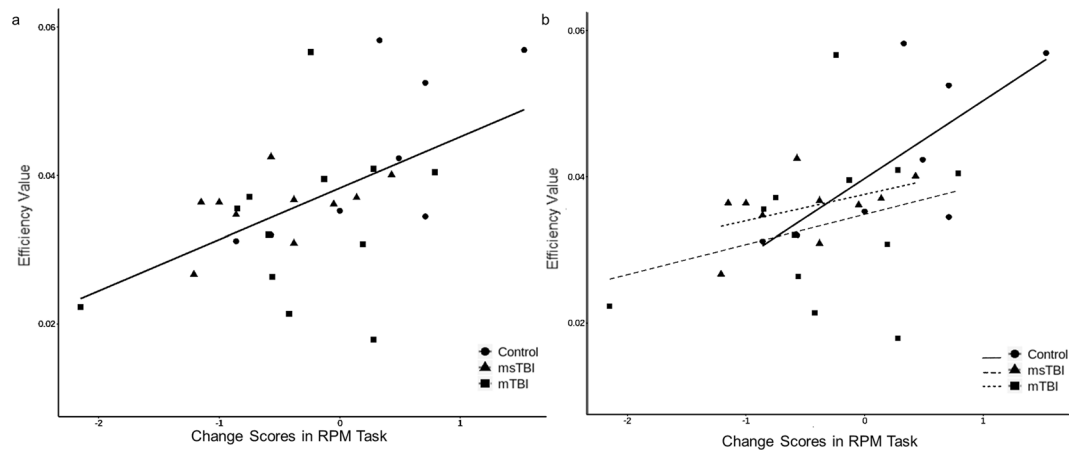 a
0.06
0.04
0.02
Efficiency Value
-2
-1
0
1
Change Scores in RPM Task
Control
msTBI
mTBI
b
0.06
0.04
0.02
Efficiency Value
-2
-1
0
1
Change Scores in RPM Task
Control
msTBI
mTBI